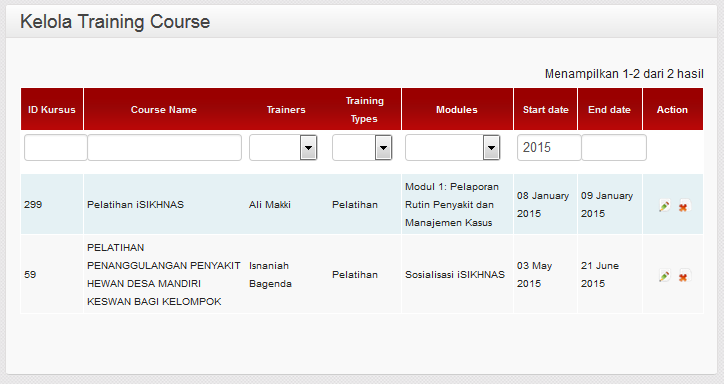 Kelola Training Course
Menampilkan 1-2 dari 2 hasil
ID Kursus Course Name Trainers Training Types Modules Start date End date Action
2015
299 Pelatihan iSIKHNAS Ali Makki Pelatihan Modul 1: Pelaporan Rutin Penyakit dan Manajemen Kasus 08 January 2015 09 January 2015
59 PELATIHAN PENANGGULANGAN PENYAKIT HEWAN DESA MANDIRI KESWAN BAGI KELOMPOK Isnaniah Bagenda Pelatihan Sosialisasi iSIKHNAS 03 May 2015 21 June 2015